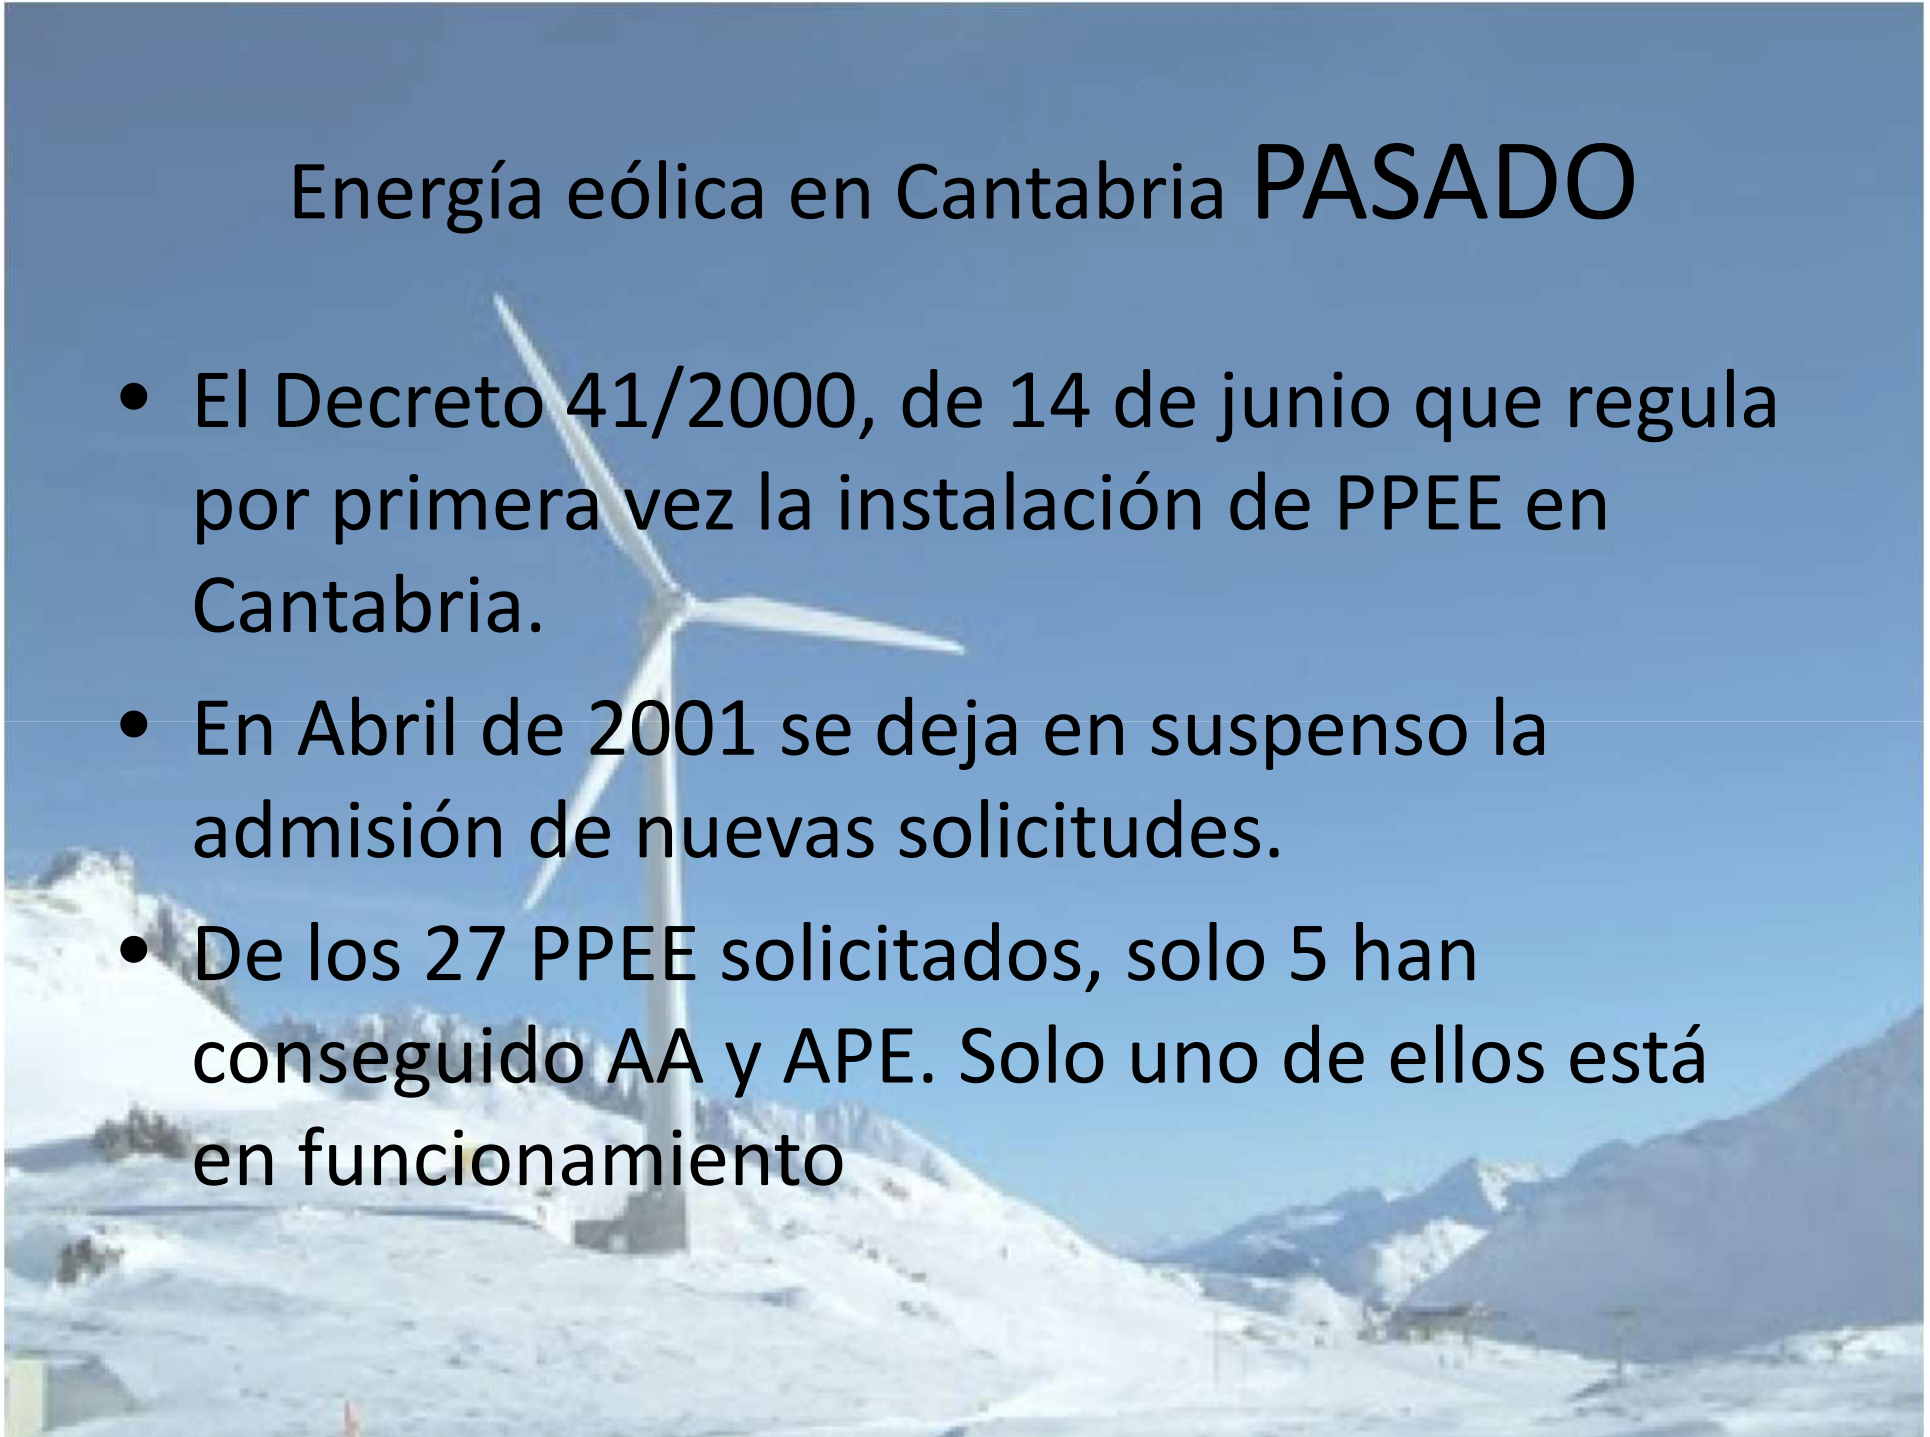 Energía eólica en Cantabria PASADO
• El Decreto 41/2000, de 14 de junio que regula
por primera vez la instalación de PPEE en
Cantabria.
• En Abril de 2001 se deja en suspenso la
admisión de nuevas solicitudes.
• De los 27 PPEE solicitados, solo 5 han
conseguido AA y APE. Solo uno de ellos está
en funcionamiento